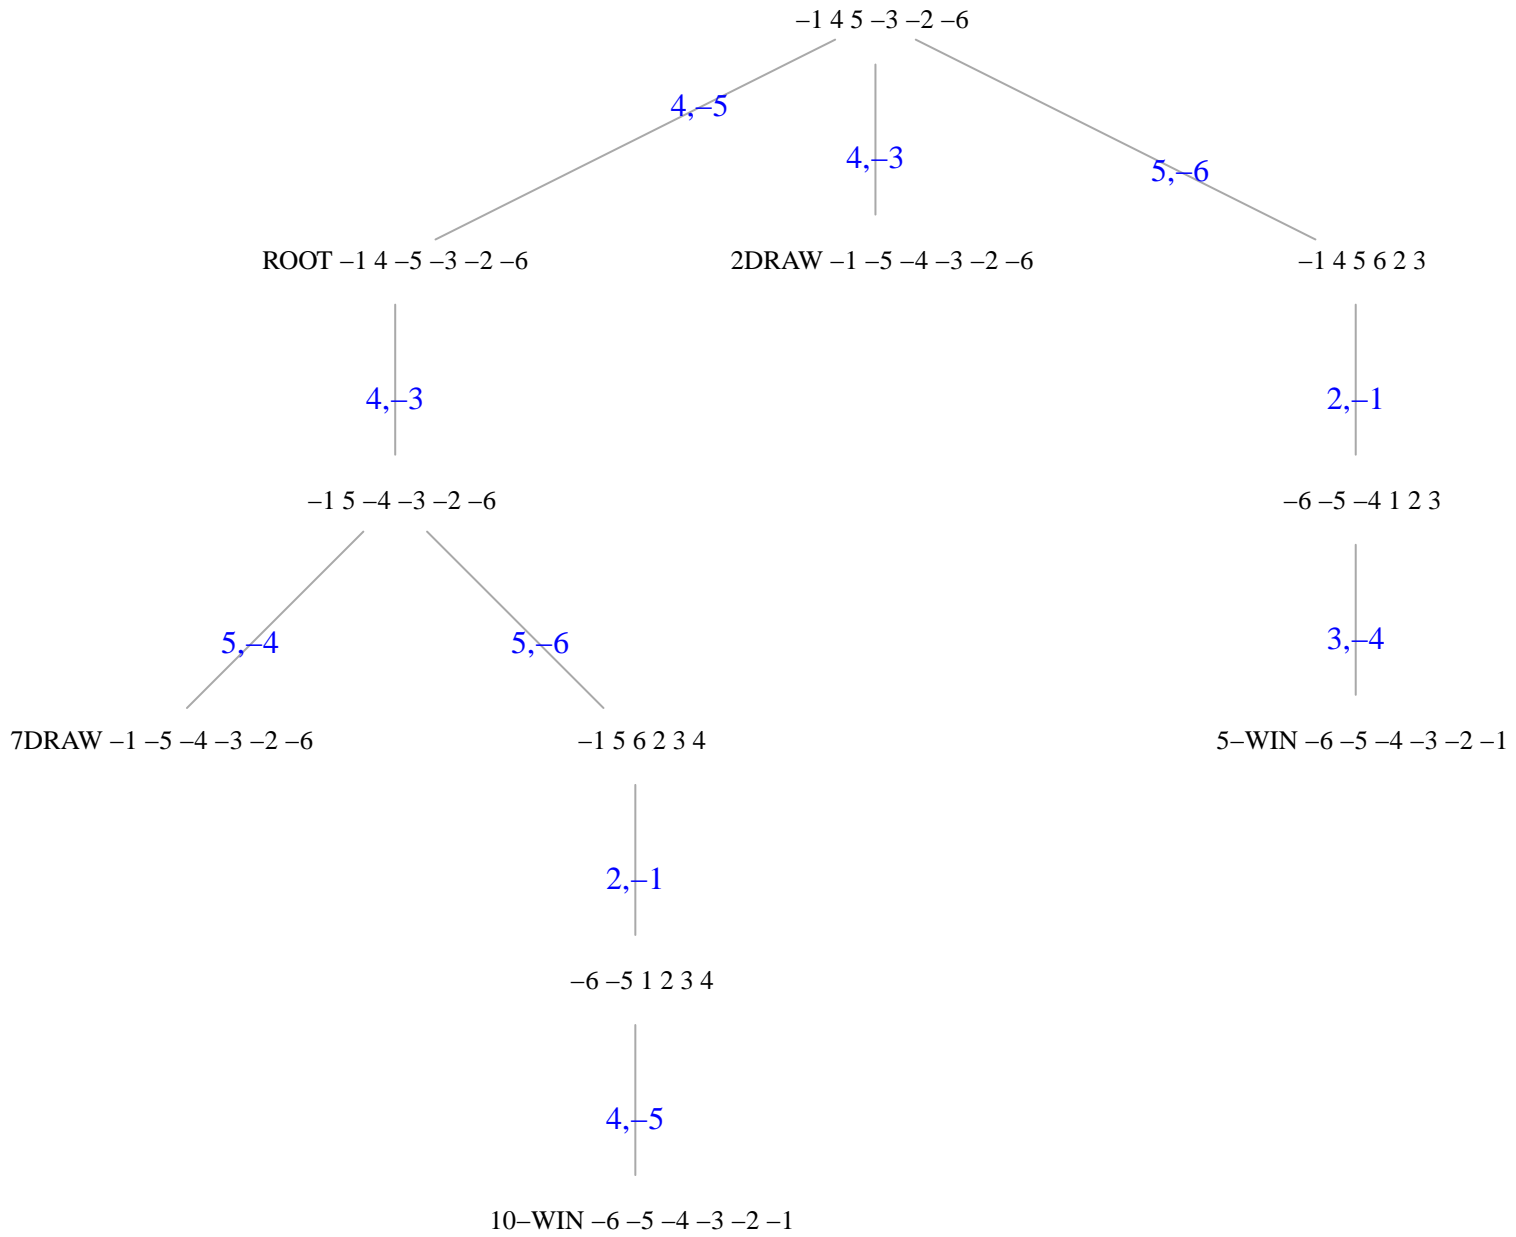 –1 4 5 –3 –2 –6
4,–5
4,–3
5,–6
ROOT –1 4 –5 –3 –2 –6
2DRAW –1 –5 –4 –3 –2 –6
–1 4 5 6 2 3
4,–3
2,–1
–1 5 –4 –3 –2 –6
–6 –5 –4 1 2 3
5,–4
5,–6
3,–4
7DRAW –1 –5 –4 –3 –2 –6
–1 5 6 2 3 4
5–WIN –6 –5 –4 –3 –2 –1
2,–1
–6 –5 1 2 3 4
4,–5
10–WIN –6 –5 –4 –3 –2 –1